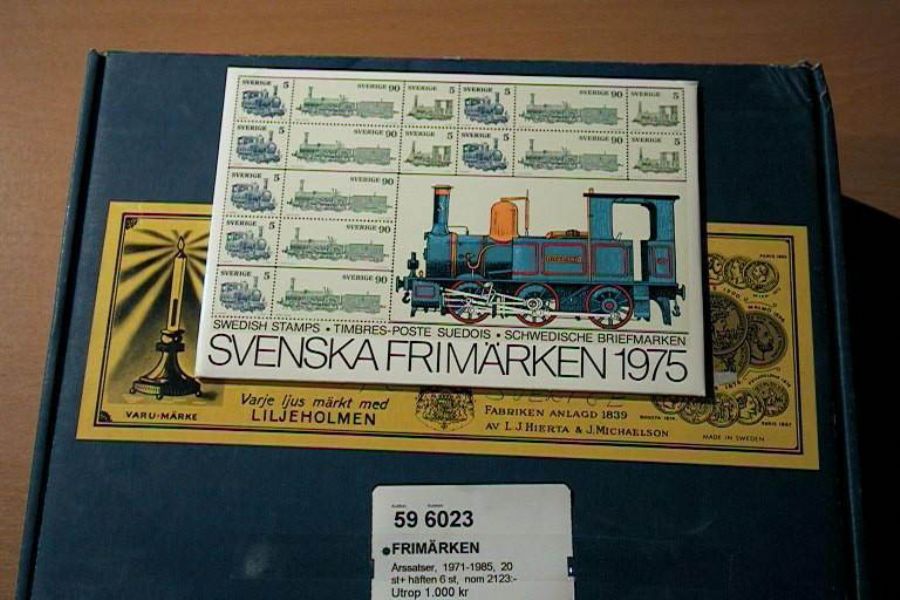 SVERIGE 5 SVERIGE 90 SVERIGE 5 SVERIGE 5 SVERIGE 90 SVERIGE 5
SVERIGE 5 SVERIGE 90 SVERIGE 5 SVERIGE 5 SVERIGE 90 SVERIGE 5
SVERIGE 5 SVERIGE 90
SVERIGE 5 SVERIGE 90
SVERIGE 5 SVERIGE 90
SWEDISH STAMPS • TIMBRES-POSTE SUEDOIS • SCHWEDISCHE BRIEFMARKEN
SVENSKA FRIMÄRKEN 1975
VARU-MÄRKE
Varje ljus märkt med
LILJEHOLMEN
FABRIKEN ANLAGD 1839
AV L.J HIERTA & J. MICHAELSON
MADE IN SWEDEN
59 6023
•FRIMÄRKEN
Årssatser, 1971-1985, 20
st+ häften 6 st, nom 2123:-
Utrop 1.000 kr